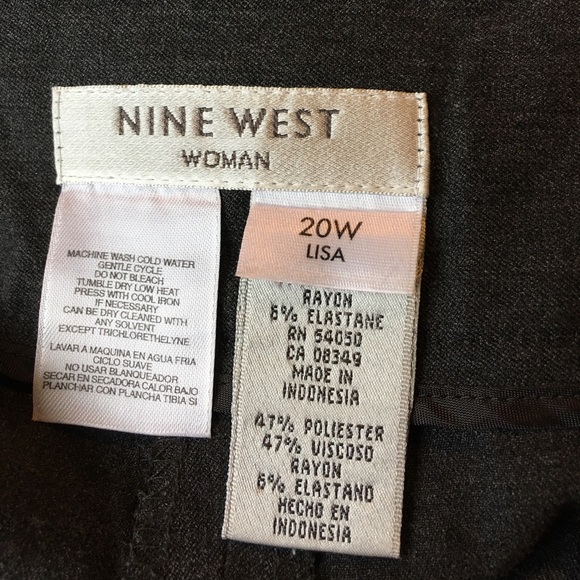 NINE WEST
WOMAN
MACHINE WASH COLD WATER
GENTLE CYCLE
DO NOT BLEACH
TUMBLE DRY LOW HEAT
PRESS WITH COOL IRON
IF NECESSARY
CAN BE DRY CLEANED WITH
ANY SOLVENT
EXCEPT TRICHLORETHELYNE
LAVAR A MAQUINA EN AGUA FRIA
CICLO SUAVE
NO USAR BLANQUEADOR
SECAR EN SECADORA CALOR BAJO
PLANCHAR CON PLANCHA TIBIA SI
20W
LISA
RAYON
6% ELASTANE
RN 54050
CA 08349
MADE IN
INDONESIA
47% POLIESTER
47% VISCOSO
RAYON
6% ELASTANO
HECHO EN
INDONESIA